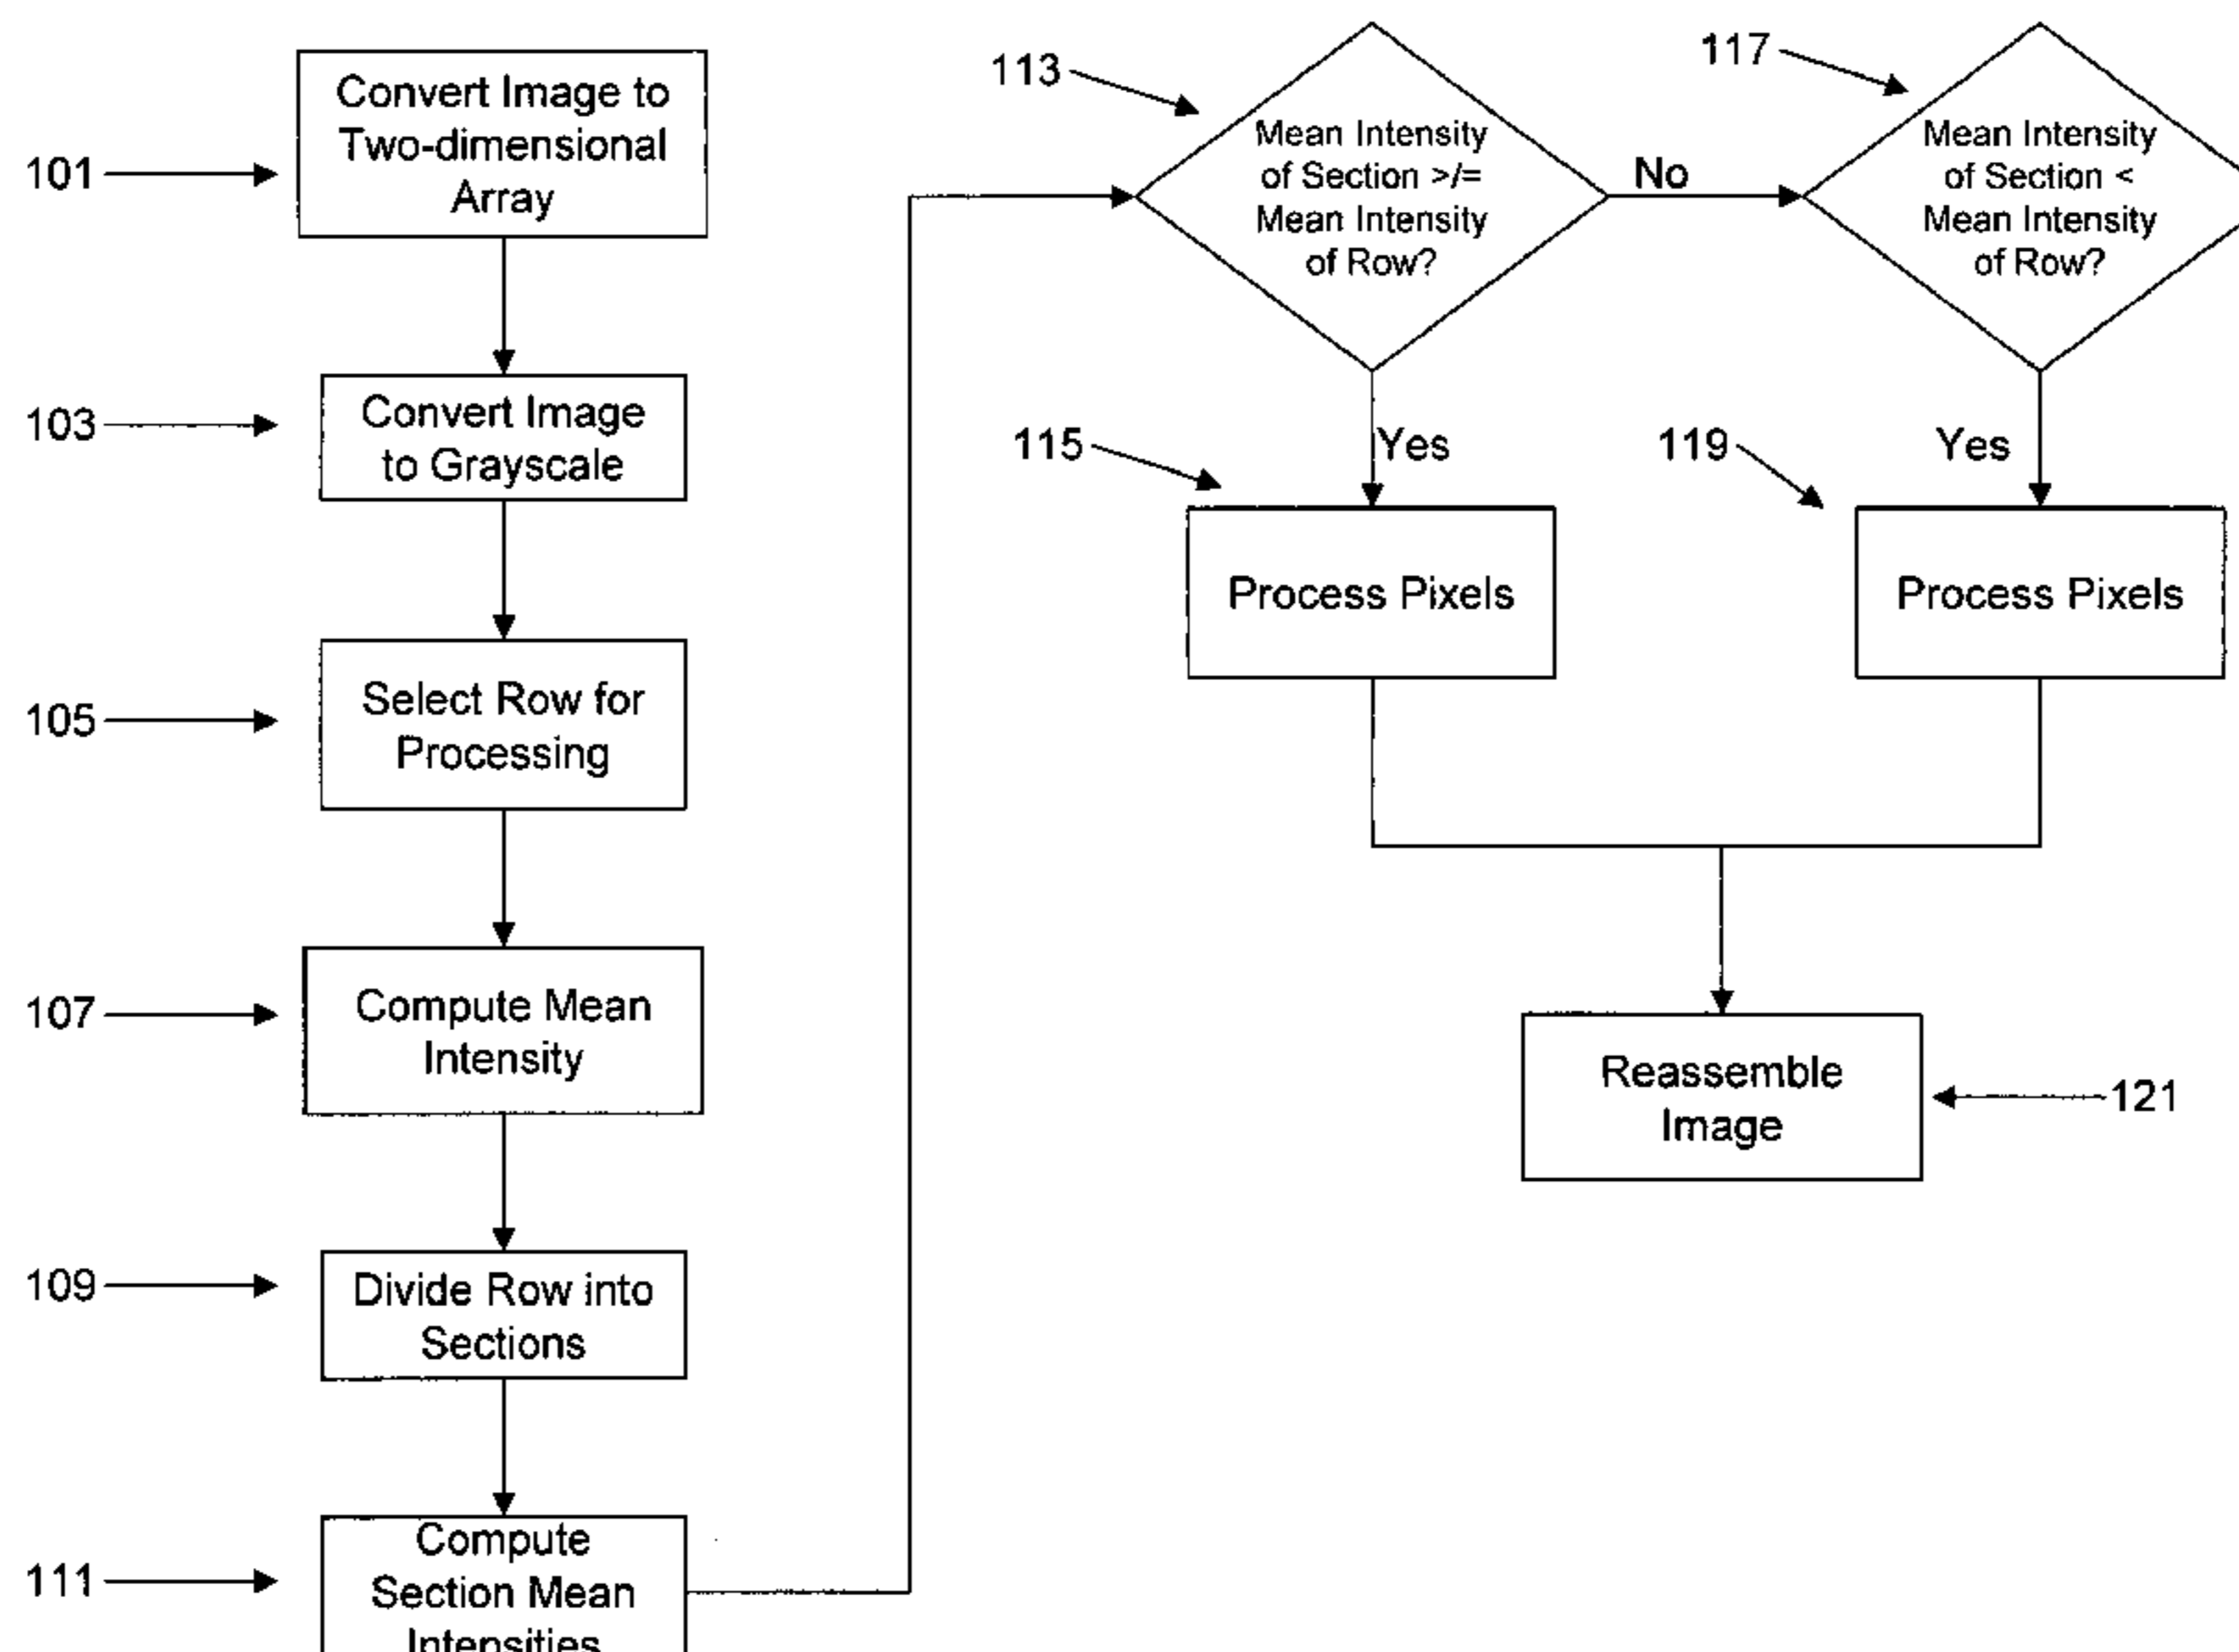 101
Convert Image to
Two-dimensional
Array
103
Convert Image
to Grayscale
105
Select Row for
Processing
107
Compute Mean
Intensity
109
Divide Row into
Sections
111
Compute
Section Mean
Intensities
113
Mean Intensity
of Section >/=
Mean Intensity
of Row?
No
117
Mean Intensity
of Section <
Mean Intensity
of Row?
115
Yes
Process Pixels
119
Yes
Process Pixels
Reassemble
Image
121